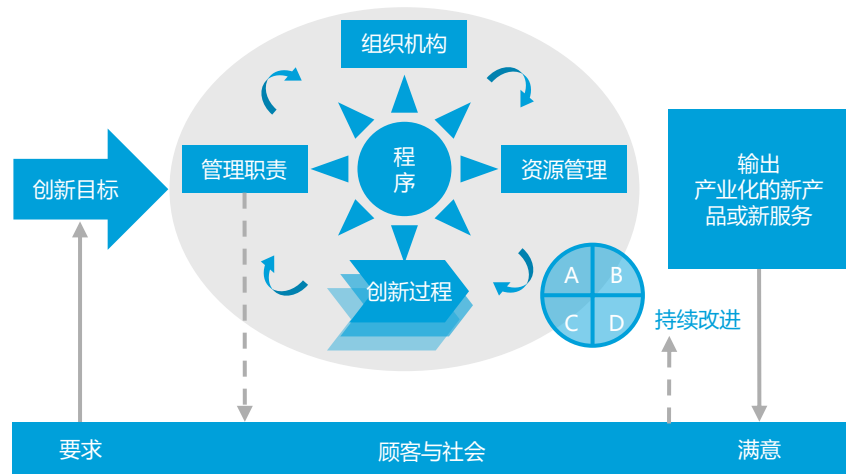 组织机构
管理职责
程
序
资源管理
创新目标
输出
产业化的新产
品或新服务
创新过程
A
B
C
D
持续改进
要求
顾客与社会
满意